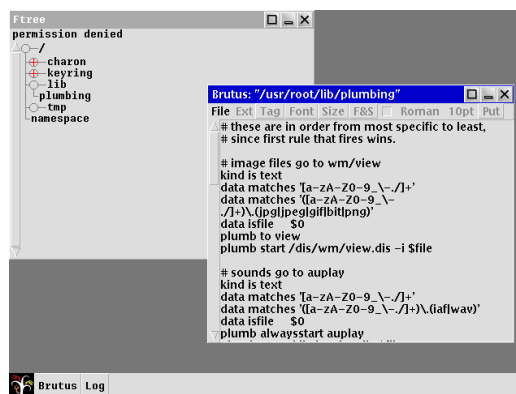 Ftree
permission denied
/
charon
keyring
lib
plumbing
tmp
namespace
Brutus: "/usr/root/lib/plumbing"
File Ext Tag Font Size F&S Roman 10pt Put
# these are in order from most specific to least,
# since first rule that fires wins.
# image files go to wm/view
kind is text
data matches '[a-zA-Z0-9_\-./]+'
data matches '([a-zA-Z0-9_\-
./]+)\.(jpg|jpeg|gif|bit|png)'
data isfile $0
plumb to view
plumb start /dis/wm/view.dis -i $file
# sounds go to auplay
kind is text
data matches '[a-zA-Z0-9_\-./]+'
data matches '([a-zA-Z0-9_\-./]+)\.(iaf|wav)'
data isfile $0
plumb alwaysstart auplay
Brutus Log